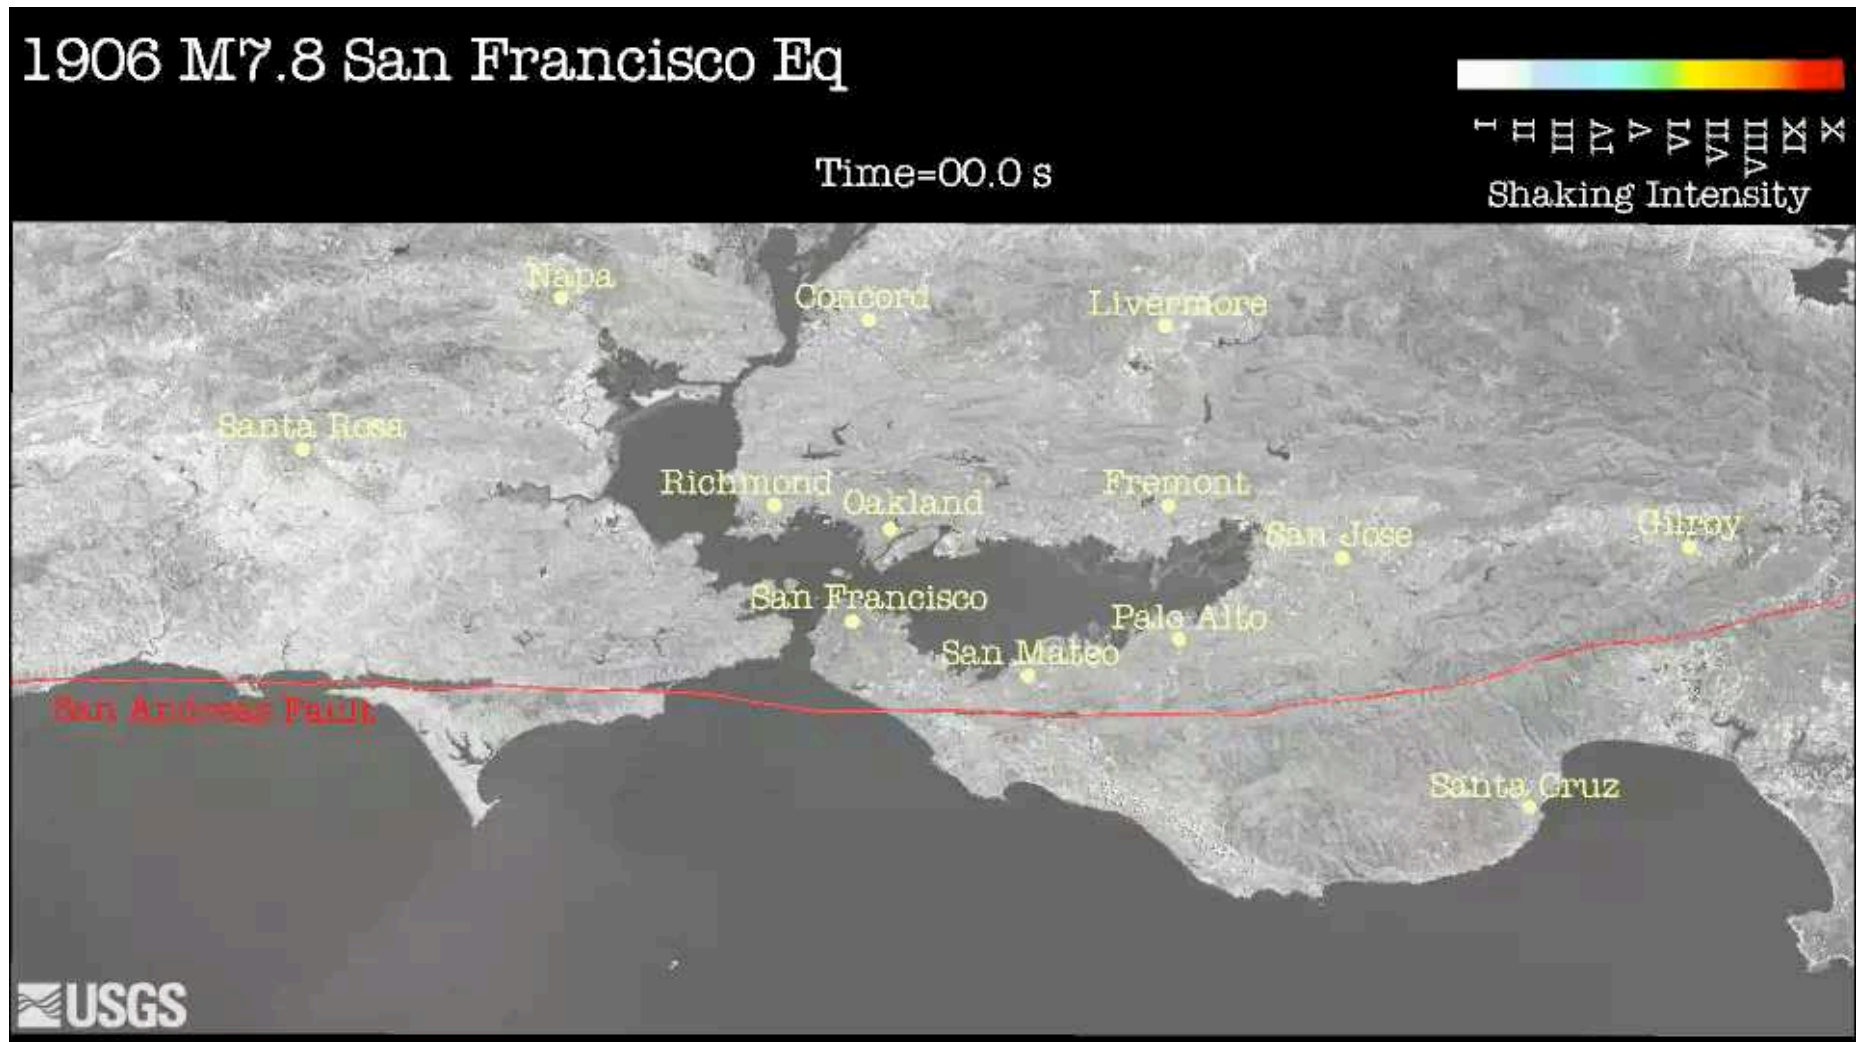 1906 M7.8 San Francisco Eq
I
II
III
IV
V
VI
VII
VIII
IX
X
Shaking Intensity
Time=00.0 s
Napa
Concord
Livermore
Santa Rosa
Richmond
Oakland
Fremont
San Jose
Gilroy
San Francisco
Palo Alto
San Mateo
San Andreas Fault
Santa Cruz
USGS